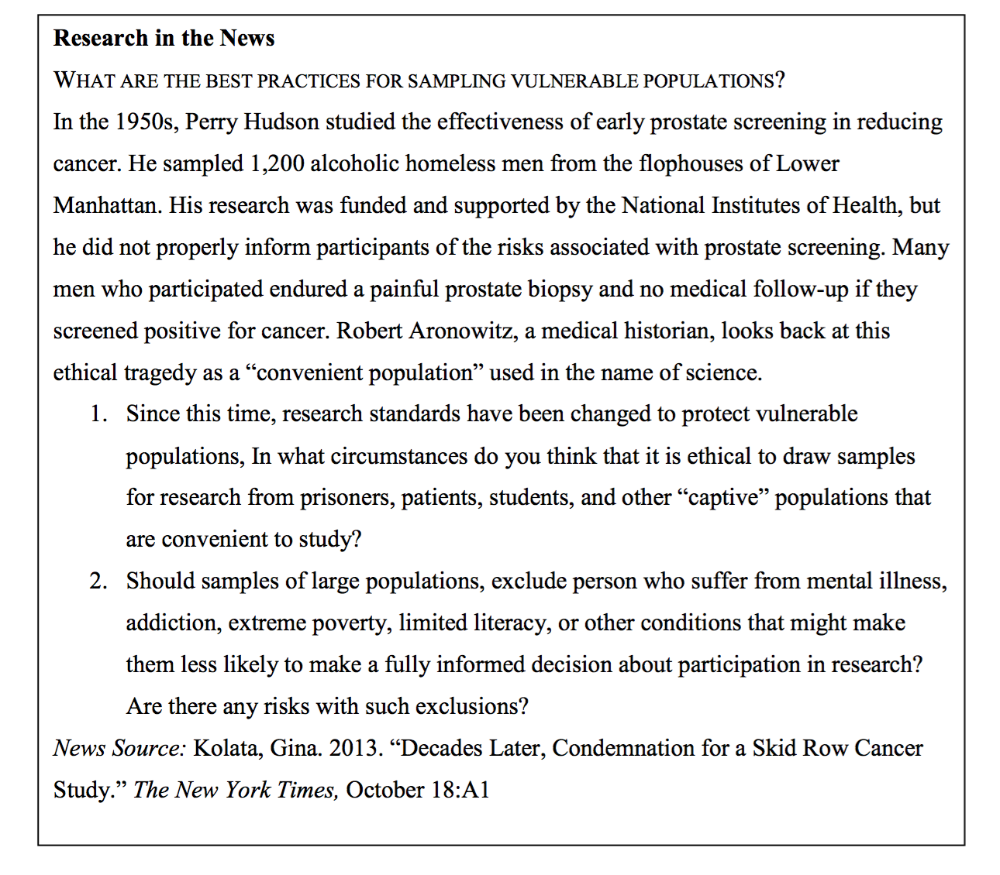 Research in the News
WHAT ARE THE BEST PRACTICES FOR SAMPLING VULNERABLE POPULATIONS?
In the 1950s, Perry Hudson studied the effectiveness of early prostate screening in reducing
cancer. He sampled 1,200 alcoholic homeless men from the flophouses of Lower
Manhattan. His research was funded and supported by the National Institutes of Health, but
he did not properly inform participants of the risks associated with prostate screening. Many
men who participated endured a painful prostate biopsy and no medical follow-up if they
screened positive for cancer. Robert Aronowitz, a medical historian, looks back at this
ethical tragedy as a “convenient population” used in the name of science.
1. Since this time, research standards have been changed to protect vulnerable
populations, In what circumstances do you think that it is ethical to draw samples
for research from prisoners, patients, students, and other “captive” populations that
are convenient to study?
2. Should samples of large populations, exclude person who suffer from mental illness,
addiction, extreme poverty, limited literacy, or other conditions that might make
them less likely to make a fully informed decision about participation in research?
Are there any risks with such exclusions?
News Source: Kolata, Gina. 2013. “Decades Later, Condemnation for a Skid Row Cancer
Study.” The New York Times, October 18:A1